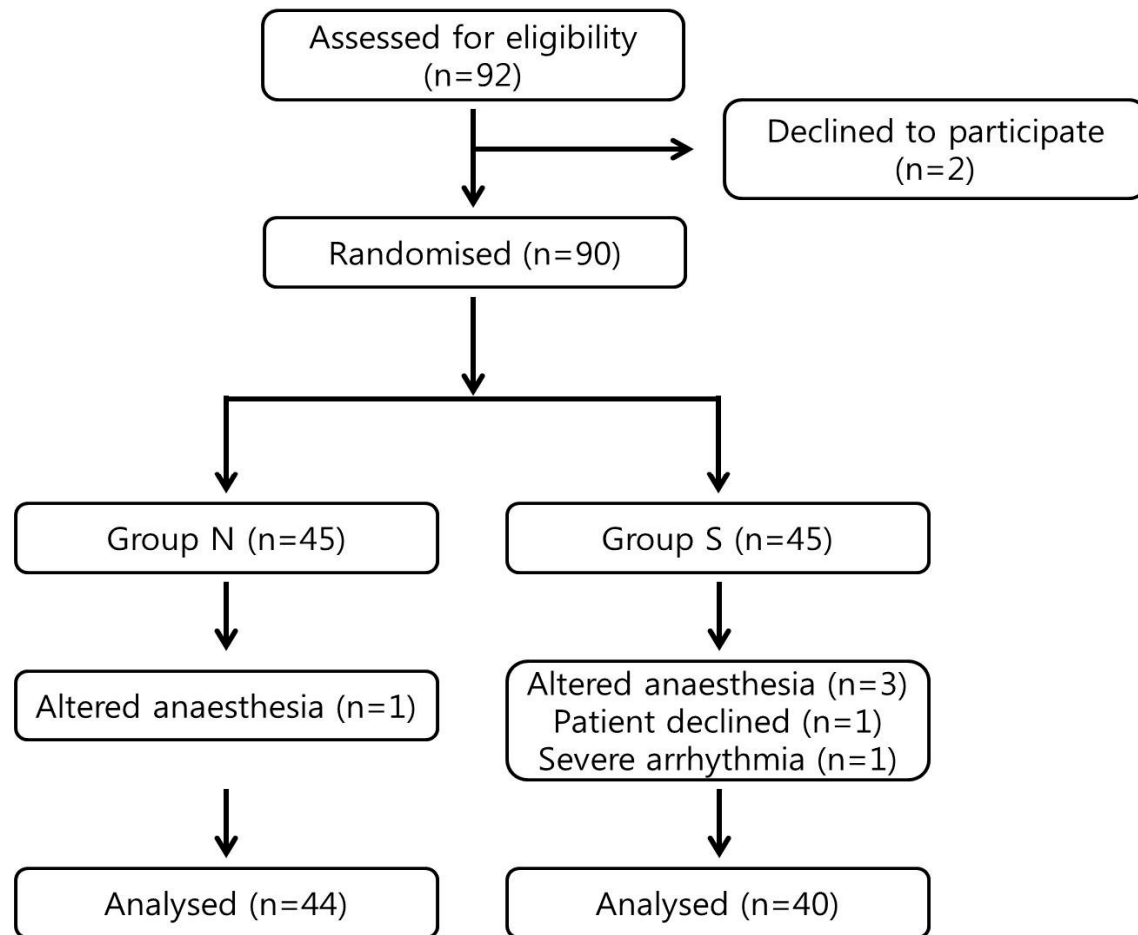 Assessed for eligibility
(n=92)
Declined to participate
(n=2)
Randomised (n=90)
Group N (n=45)
Group S (n=45)
Altered anaesthesia (n=1)
Altered anaesthesia (n=3)
Patient declined (n=1)
Severe arrhythmia (n=1)
Analysed (n=44)
Analysed (n=40)